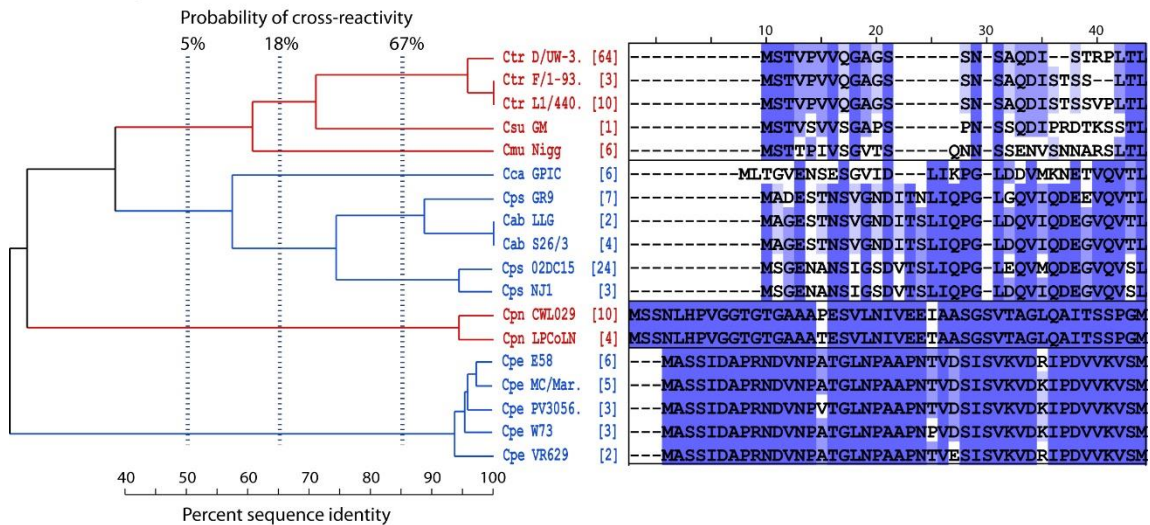 Probability of cross-reactivity
5% 18% 67%
10 20 30 40
Ctr D/UW-3. [64] ------------MSTVPVVQGAGS------SN-SAQDI--STRPLTL
Ctr F/1-93. [3] ------------MSTVPVVQGAGS------SN-SAQDISTSS--LTL
Ctr L1/440. [10] ------------MSTVPVVQGAGS------SN-SAQDISTSSVPLTL
Csu GM [1] ------------MSTVSVVSGAPS------PN-SSQDIPRDTKSSTL
Cmu Nigg [6] ------------MSTTPIVSGVTS-----QNN-SSENVSNNARSLTL
Cca GPIC [6] ----------MLTGVENSESGVID---LIKPG-LDDVMKNETVQVTL
Cps GR9 [7] ------------MADESTNSVGNDITNLIQPG-LGQVIQDEEVQVTL
Cab LLG [2] ------------MAGESTNSVGNDITSLIQPG-LDQVIQDEGVQVTL
Cab S26/3 [4] ------------MAGESTNSVGNDITSLIQPG-LDQVIQDEGVQVTL
Cps 02DC15 [24] ------------MSGENANSIGSDVTSLIQPG-LEQVMQDEGVQVSL
Cps NJ1 [3] ------------MSGENANSIGSDVTSLIQPG-LDQVIQDEGVQVSL
Cpn CWL029 [10] MSSNLHPVGGTGTGAAAPESVLNIVEEIAASGSVTAGLQAITSSPGM
Cpn LPCoLN [4] MSSNLHPVGGTGTGAAATESVLNIVEETAASGSVTAGLQAITSSPGM
Cpe E58 [6] ---MASSIDAPRNDVNPATGLNPAAPNTVDSISVKVDRIPDVVKVSM
Cpe MC/Mar. [5] ---MASSIDAPRNDVNPATGLNPAAPNTVDSISVKVDKIPDVVKVSM
Cpe PV3056. [3] ---MASSIDAPRNDVNPVTGLNPAAPNTVDSISVKVDKIPDVVKVSM
Cpe W73 [3] ---MASSIDAPRNDVNPATGLNPAAPNPVDSISVKVDKIPDVVKVSM
Cpe VR629 [2] ---MASSIDAPRNDVNPATGLNPAAPNTVESISVKVDRIPDVVKVSM
40 50 60 70 80 90 100
Percent sequence identity